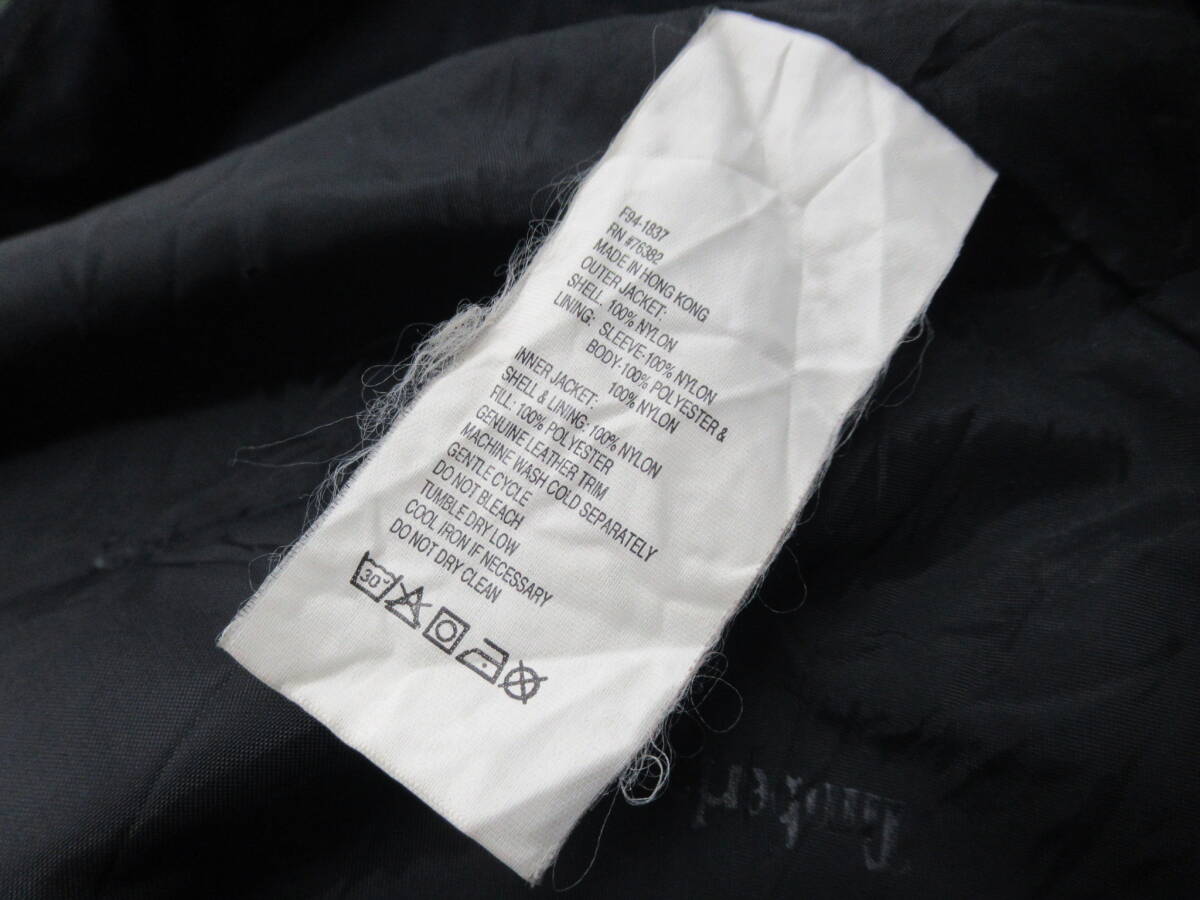 F94-1837
RN #76382
MADE IN HONG KONG
OUTER JACKET:
SHELL. 100% NYLON
LINING: SLEEVE-100% NYLON
BODY-100% POLYESTER &
100% NYLON
INNER JACKET:
SHELL & LINING: 100% NYLON
FILL: 100% POLYESTER
GENUINE LEATHER TRIM
MACHINE WASH COLD SEPARATELY
GENTLE CYCLE
DO NOT BLEACH
TUMBLE DRY LOW
COOL IRON IF NECESSARY
DO NOT DRY CLEAN
30°